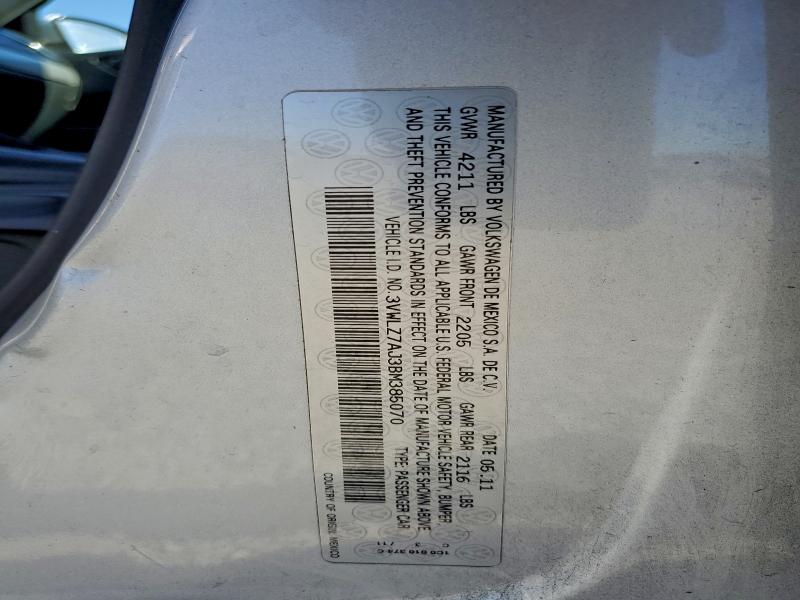 MANUFACTURED BY VOLKSWAGEN DE MEXICO S.A. DE C.V. DATE 05.11
GVWR 4211 LBS GAWR FRONT 2205 LBS GAWR REAR 2116 LBS
THIS VEHICLE CONFORMS TO ALL APPLICABLE U.S. FEDERAL MOTOR VEHICLE SAFETY, BUMPER,
AND THEFT PREVENTION STANDARDS IN EFFECT ON THE DATE OF MANUFACTURE SHOWN ABOVE
VEHICLE I.D. NO. 3VWLZ7AJ3BM385070 TYPE: PASSENGER CAR
COUNTRY OF ORIGIN: MEXICO